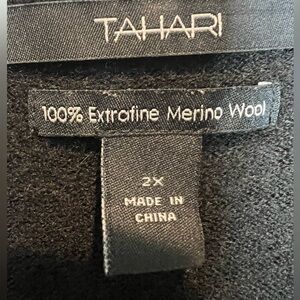 TAHARI
100% Extrafine Merino Wool
2X
MADE IN
CHINA